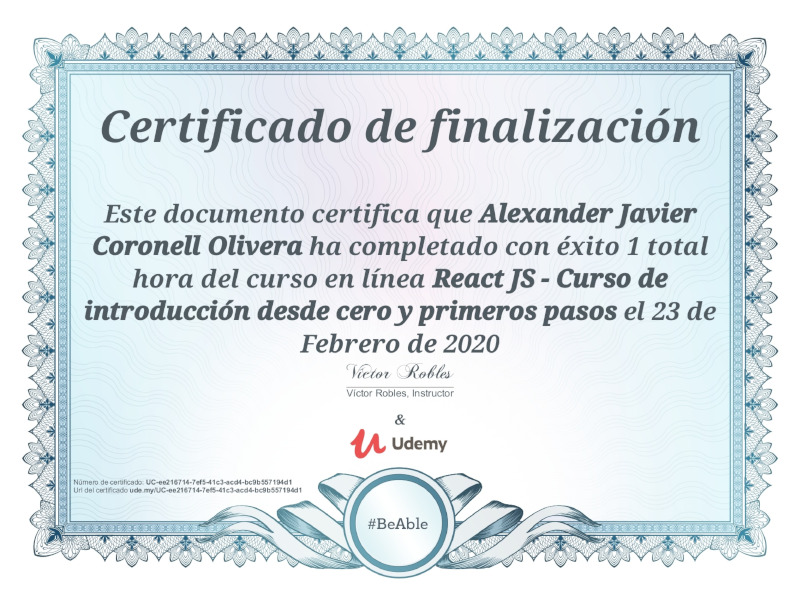 Certificado de finalización
Este documento certifica que Alexander Javier
Coronell Olivera ha completado con éxito 1 total
hora del curso en línea React JS - Curso de
introducción desde cero y primeros pasos el 23 de
Febrero de 2020
Víctor Robles
Víctor Robles, Instructor
&
Udemy
Número de certificado: UC-ee216714-7ef5-41c3-acd4-bc9b557194d1
Url del certificado ude.my/UC-ee216714-7ef5-41c3-acd4-bc9b557194d1
#BeAble